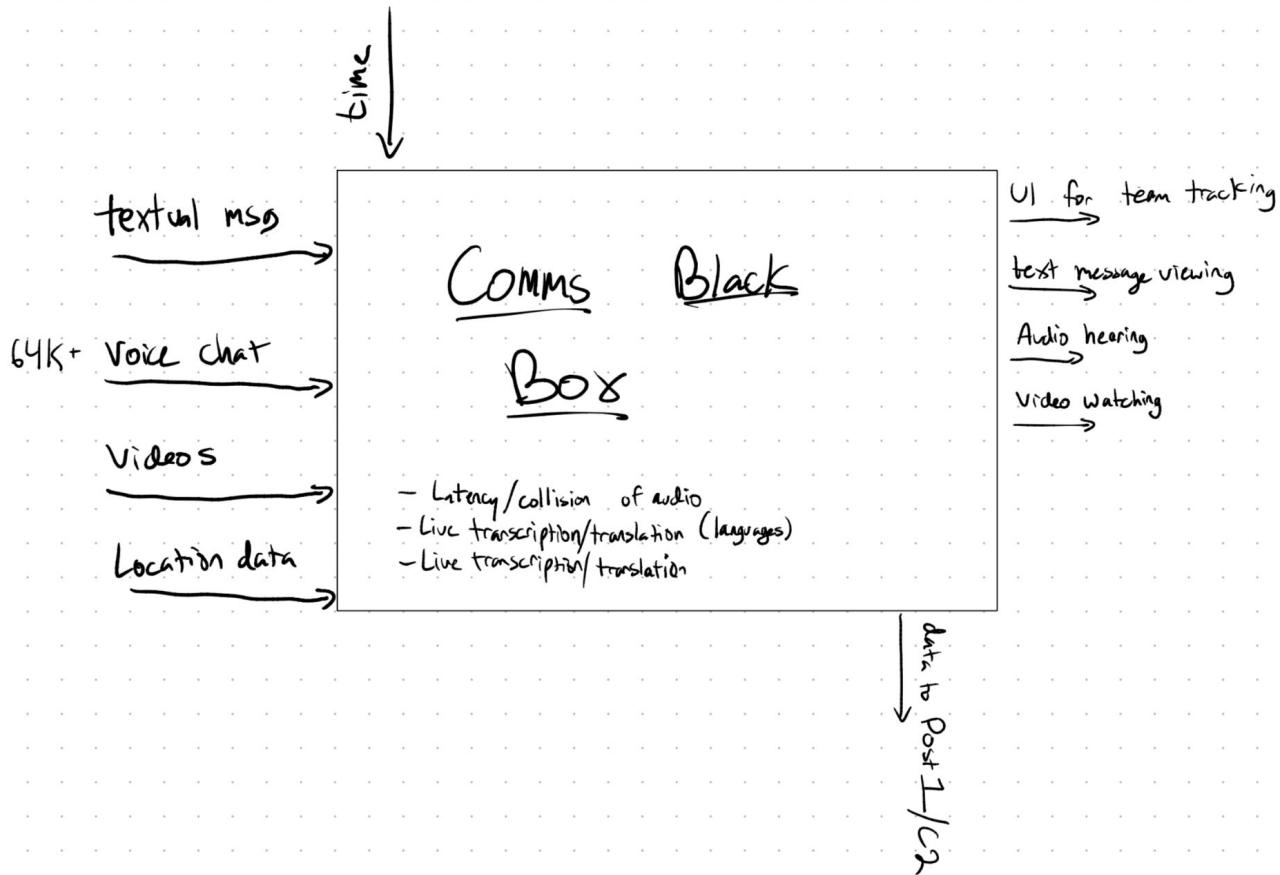 time
textual msg
64K+ Voice chat
Videos
Location data
Comms Black
Box
- Latency/collision of audio
- Live transcription/translation (languages)
- Live transcription/translation
UI for team tracking
text message viewing
Audio hearing
Video watching
data to Post 1/C2